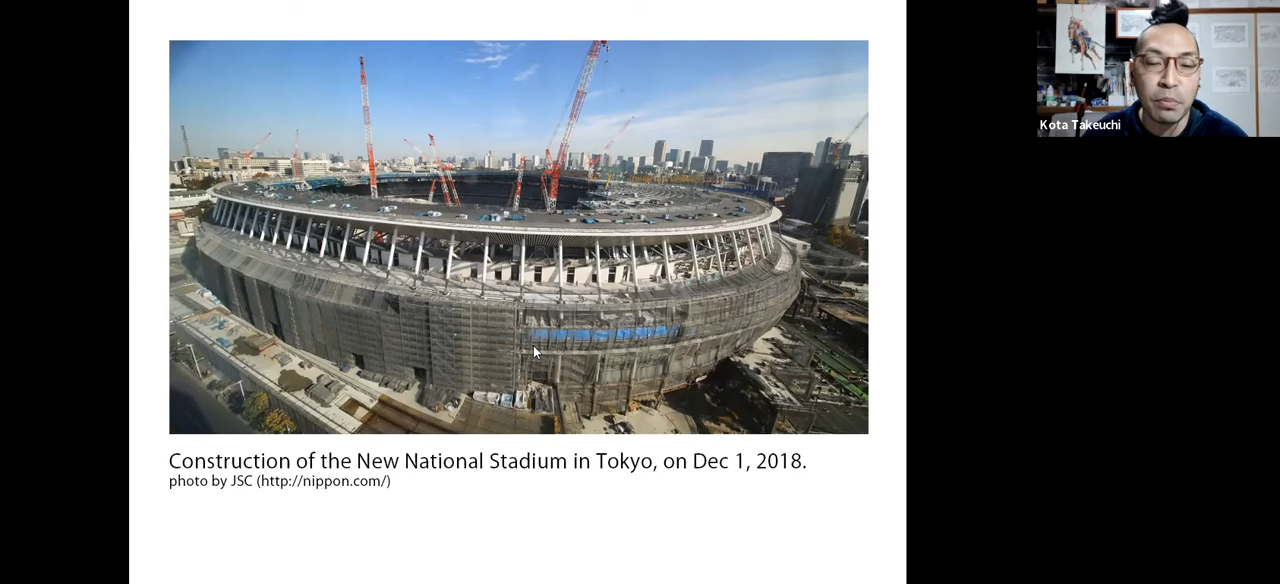 Kota Takeuchi
Construction of the New National Stadium in Tokyo, on Dec 1, 2018.
photo by JSC (http://nippon.com/)